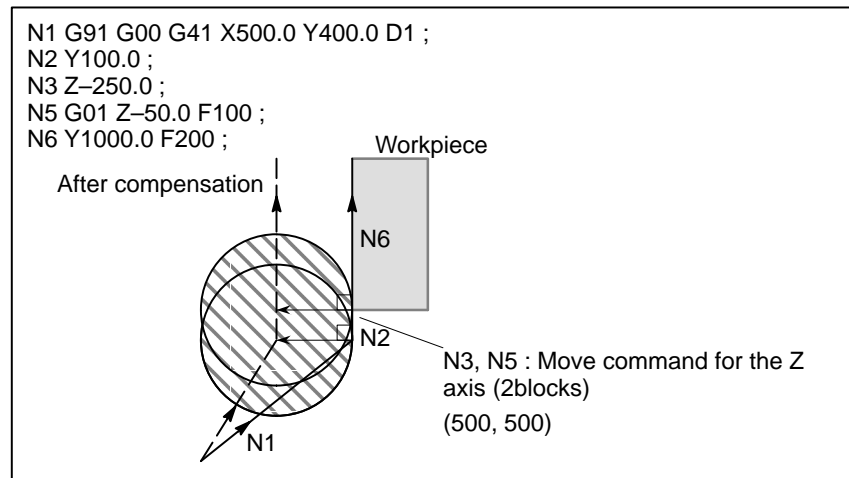 N1 G91 G00 G41 X500.0 Y400.0 D1 ;
N2 Y100.0 ;
N3 Z–250.0 ;
N5 G01 Z–50.0 F100 ;
N6 Y1000.0 F200 ;
Workpiece
After compensation
N6
N2
N3, N5 : Move command for the Z
axis (2blocks)
(500, 500)
N1